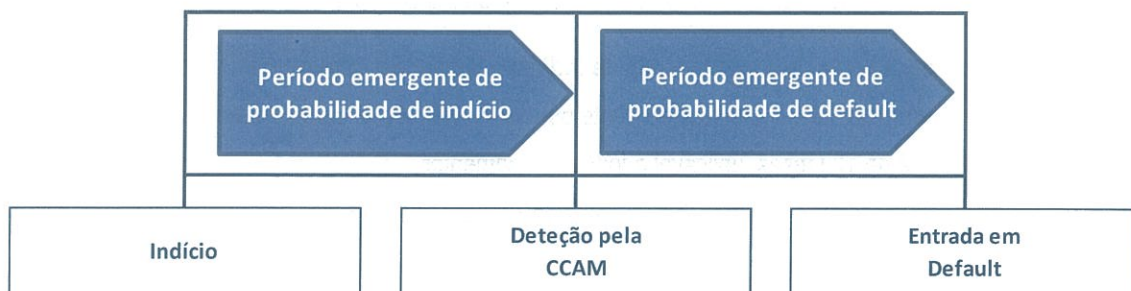 Período emergente de
probabilidade de indício
Período emergente de
probabilidade de default
Indício
Deteção pela
CCAM
Entrada em
Default